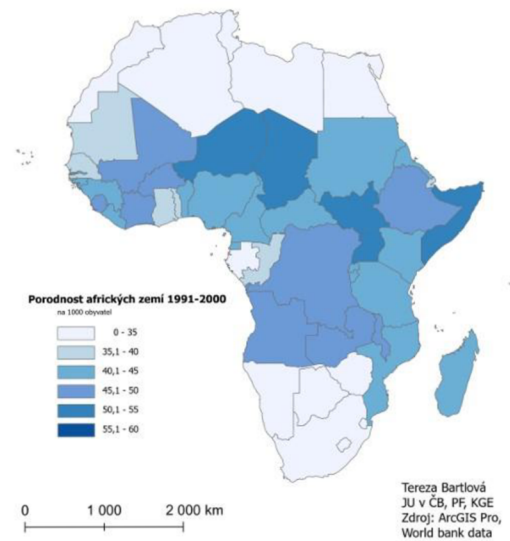 Porodnost afrických zemí 1991-2000
na 1000 obyvatel
0 - 35
35,1 - 40
40,1 - 45
45,1 - 50
50,1 - 55
55,1 - 60
Tereza Bartlová
JU v ČB, PF, KGE
Zdroj: ArcGIS Pro,
World bank data
0 1 000 2 000 km